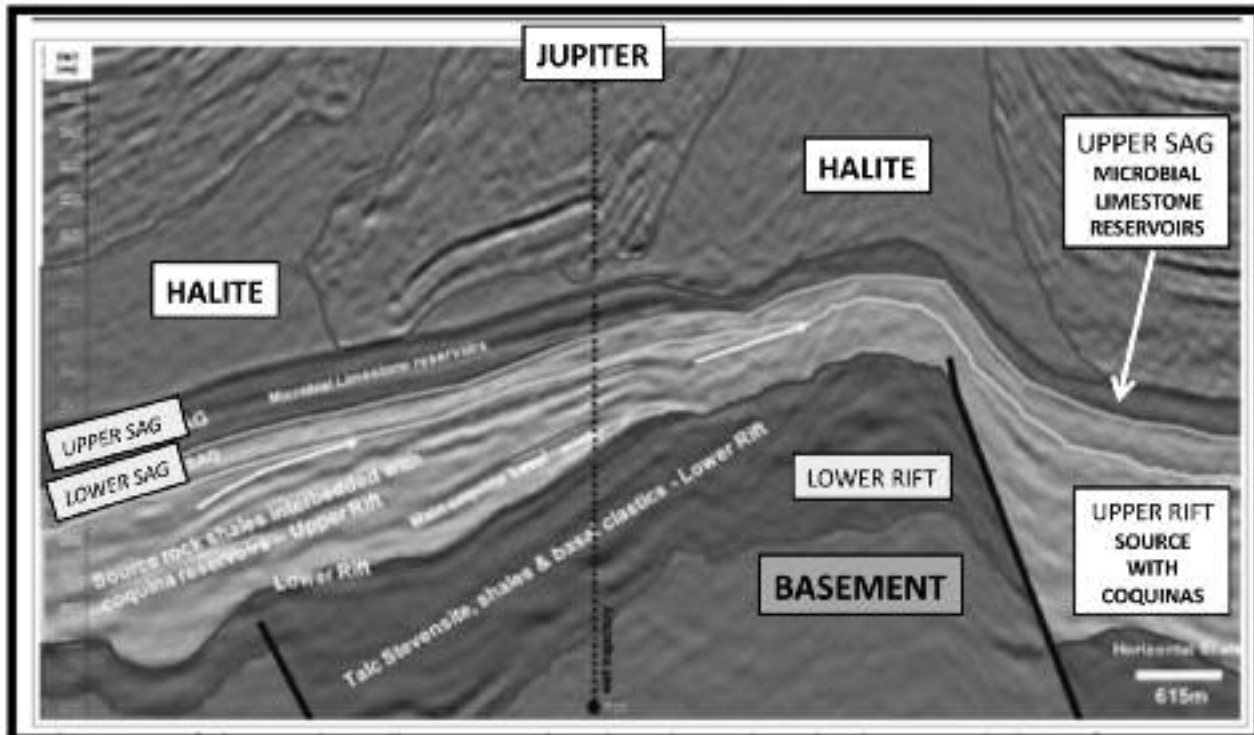 JUPITER
HALITE
UPPER SAG
MICROBIAL
LIMESTONE
RESERVOIRS
HALITE
Microbial Limestone reservoirs
UPPER SAG
LOWER SAG
Source rock shales interbedded with
coquina reservoirs - Upper Rift
Lower Rift
Talc Stevensite, shales & basal clastics - Lower Rift
LOWER RIFT
BASEMENT
UPPER RIFT
SOURCE
WITH
COQUINAS
Horizontal Scale
615m